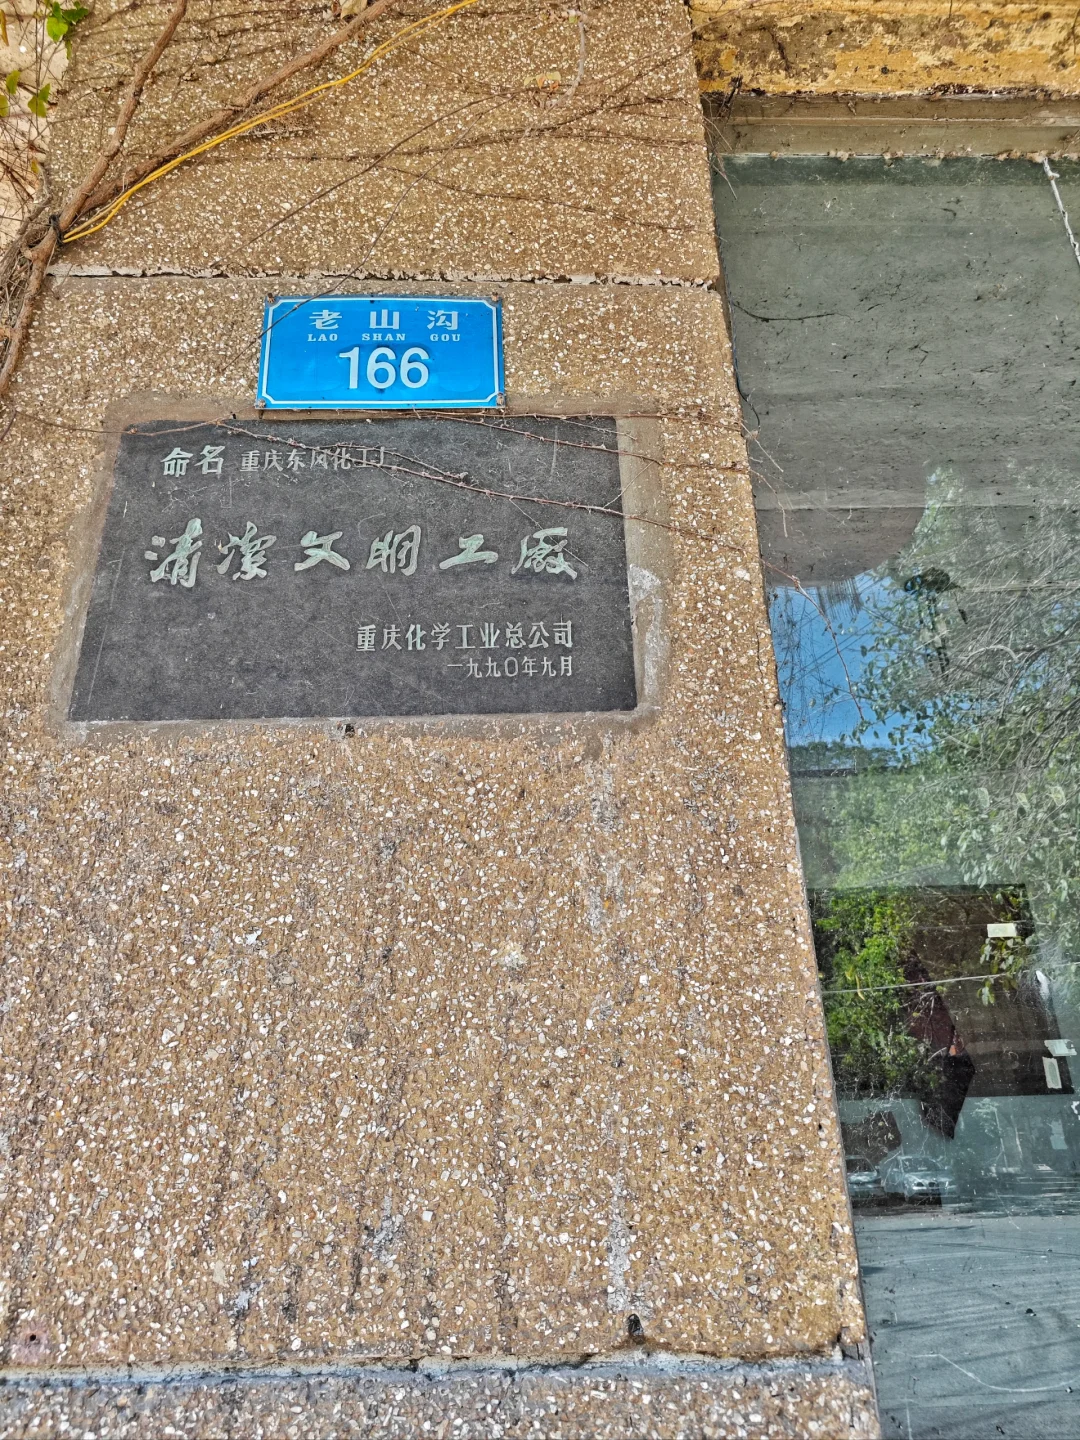 老山沟
LAO SHAN GOU
166
命名 重庆东风化工厂
清洁文明工厂
重庆化学工业总公司
一九九〇年九月